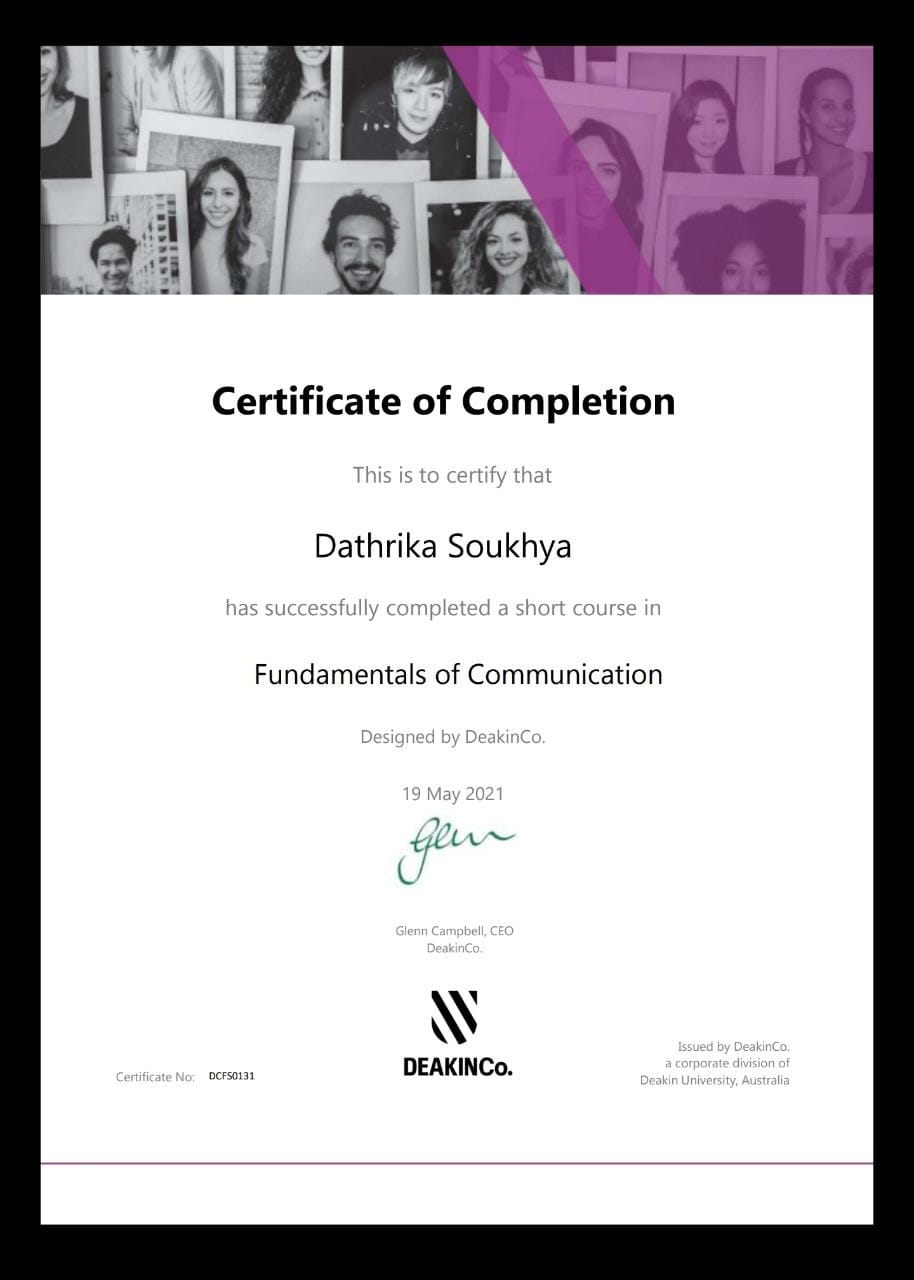 Certificate of Completion
This is to certify that
Dathrika Soukhya
has successfully completed a short course in
Fundamentals of Communication
Designed by DeakinCo.
19 May 2021
Glenn
Glenn Campbell, CEO
DeakinCo.
DEAKINCo.
Certificate No: DCFS0131
Issued by DeakinCo.
a corporate division of
Deakin University, Australia